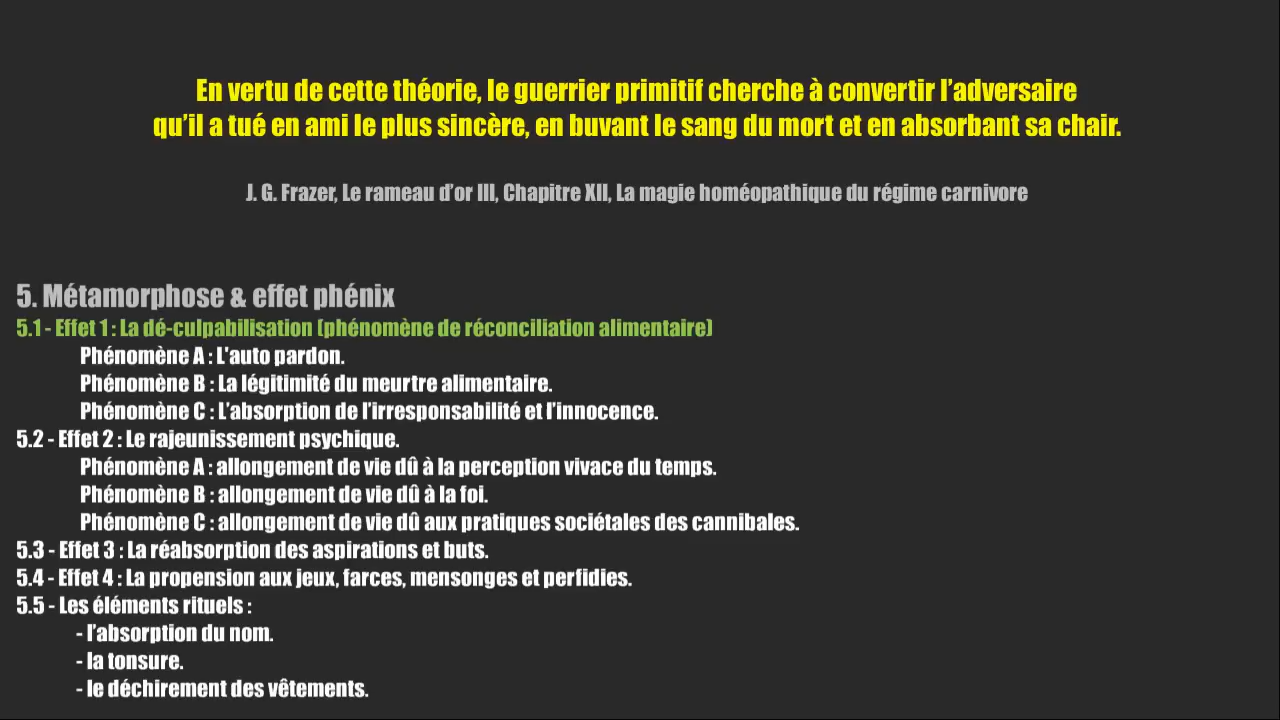 En vertu de cette théorie, le guerrier primitif cherche à convertir l’adversaire
qu’il a tué en ami le plus sincère, en buvant le sang du mort et en absorbant sa chair.
J. G. Frazer, Le rameau d’or III, Chapitre XII, La magie homéopathique du régime carnivore
5. Métamorphose & effet phénix
5.1 - Effet 1 : La dé-culpabilisation (phénomène de réconciliation alimentaire)
Phénomène A : L'auto pardon.
Phénomène B : La légitimité du meurtre alimentaire.
Phénomène C : L’absorption de l’irresponsabilité et l’innocence.
5.2 - Effet 2 : Le rajeunissement psychique.
Phénomène A : allongement de vie dû à la perception vivace du temps.
Phénomène B : allongement de vie dû à la foi.
Phénomène C : allongement de vie dû aux pratiques sociétales des cannibales.
5.3 - Effet 3 : La réabsorption des aspirations et buts.
5.4 - Effet 4 : La propension aux jeux, farces, mensonges et perfidies.
5.5 - Les éléments rituels :
- l’absorption du nom.
- la tonsure.
- le déchirement des vêtements.